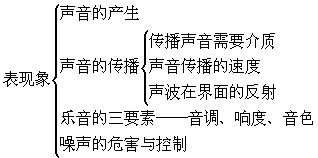 声音的产生
传播声音需要介质
声音的传播
声音传播的速度
声波在界面的反射
表现象
乐音的三要素——音调、响度、音色
噪声的危害与控制